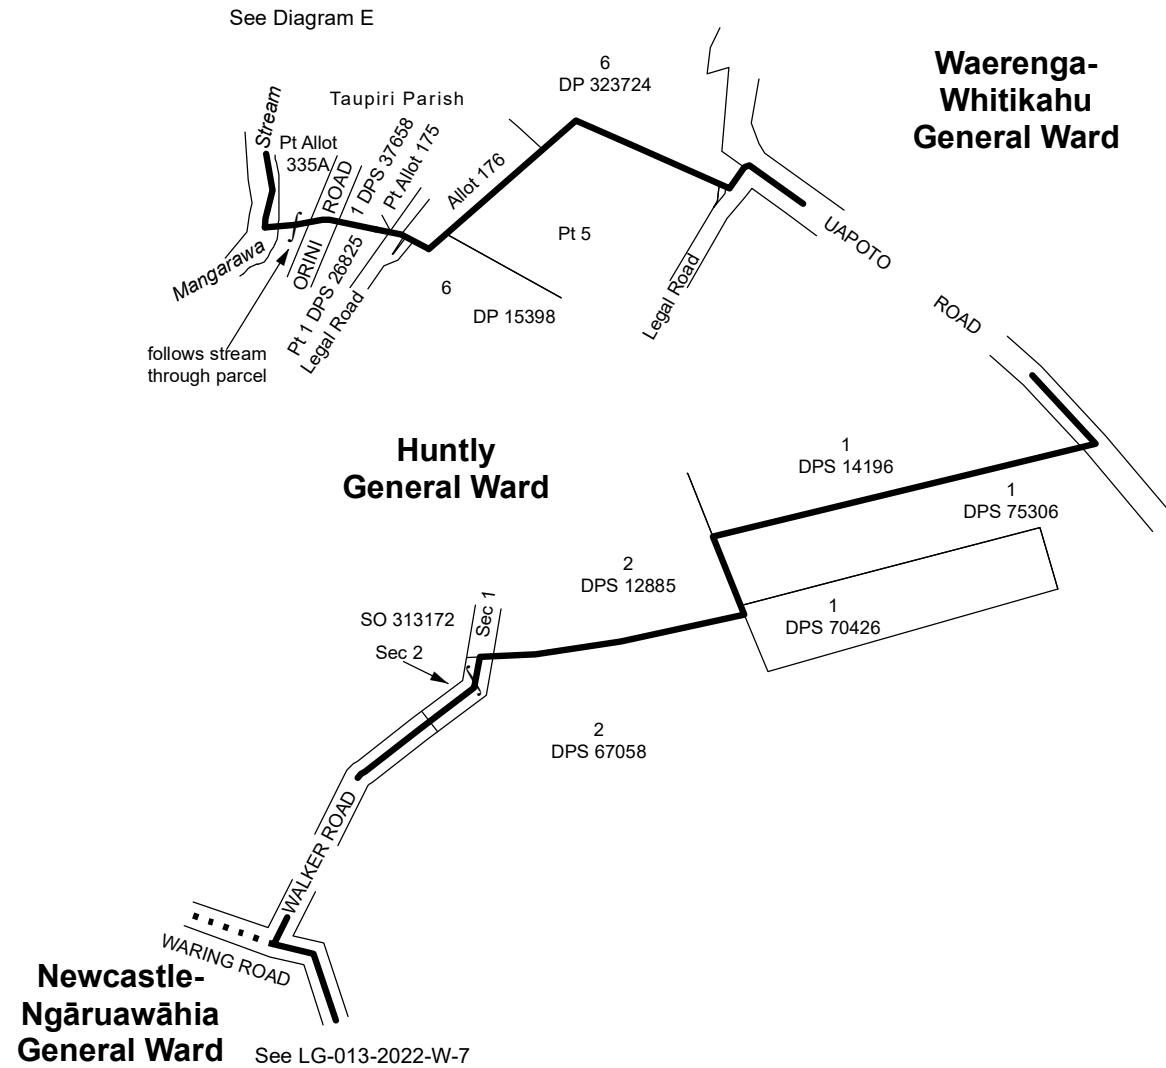 See Diagram E
6
DP 323724
Waerenga-
Whitikahu
General Ward
Taupiri Parish
Stream
Pt Allot
335A
ROAD
1 DPS 37658
Pt Allot 175
Allot 176
Pt 5
UAPOTO
Mangarawa
ORINI
Pt 1 DPS 26825
Legal Road
6
DP 15398
Legal Road
ROAD
follows stream
through parcel
Huntly
General Ward
1
DPS 14196
1
DPS 75306
2
DPS 12885
1
DPS 70426
SO 313172
Sec 1
Sec 2
2
DPS 67058
WALKER ROAD
WARING ROAD
Newcastle-
Ngāruawāhia
General Ward
See LG-013-2022-W-7